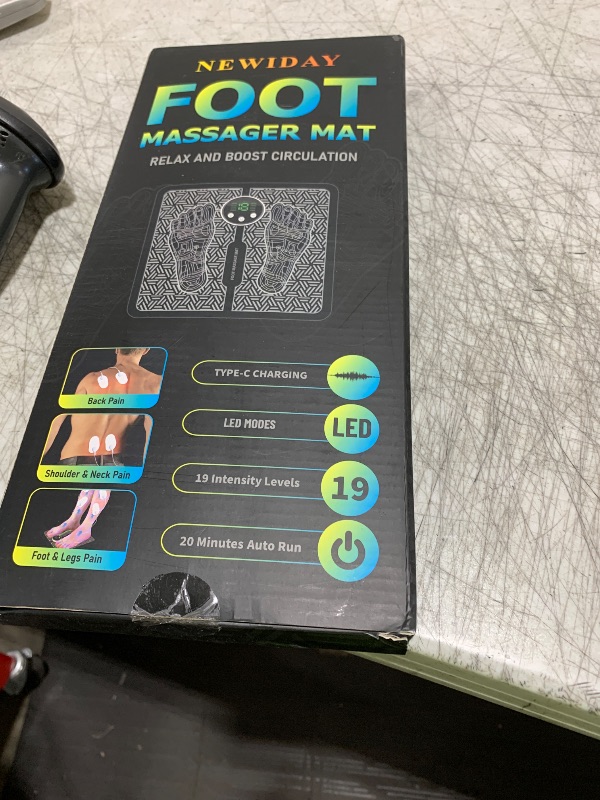 NEWIDAY
FOOT
MASSAGER MAT
RELAX AND BOOST CIRCULATION
18
Back Pain
Shoulder & Neck Pain
Foot & Legs Pain
TYPE-C CHARGING
LED MODES
LED
19 Intensity Levels
19
20 Minutes Auto Run